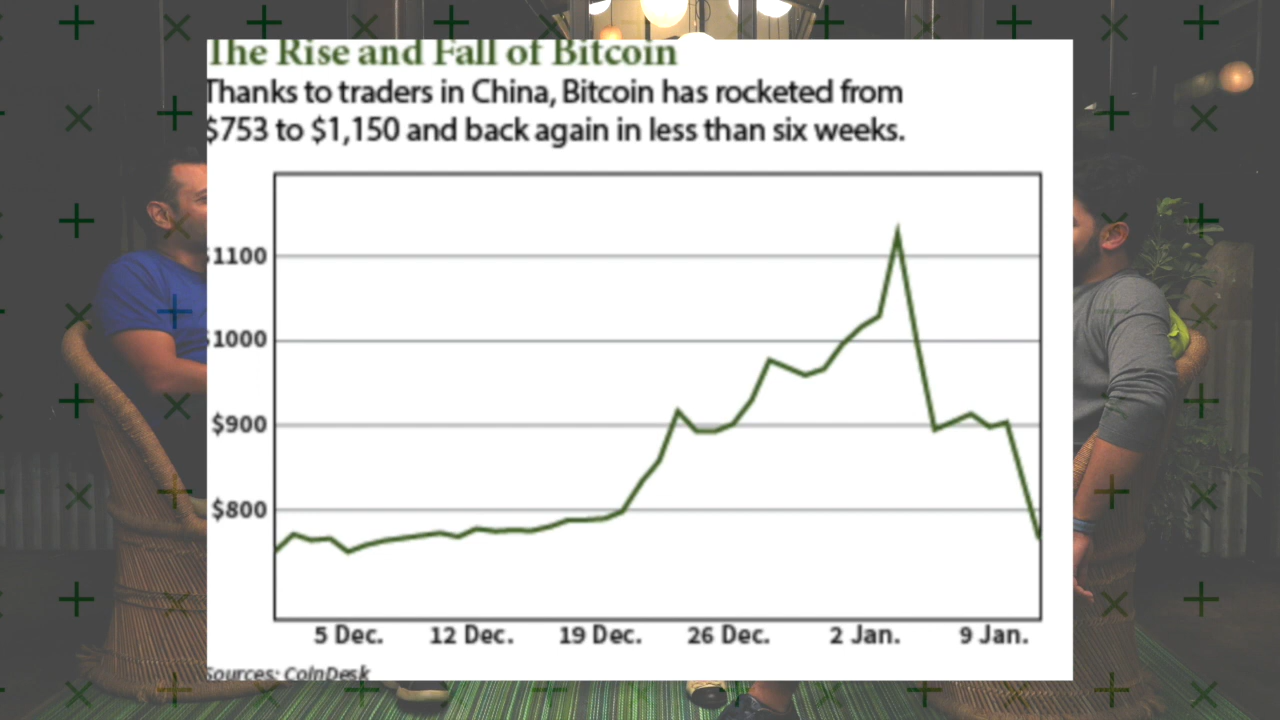 The Rise and Fall of Bitcoin
Thanks to traders in China, Bitcoin has rocketed from
$753 to $1,150 and back again in less than six weeks.
$1100
$1000
$900
$800
5 Dec. 12 Dec. 19 Dec. 26 Dec. 2 Jan. 9 Jan.
Sources: CoinDesk